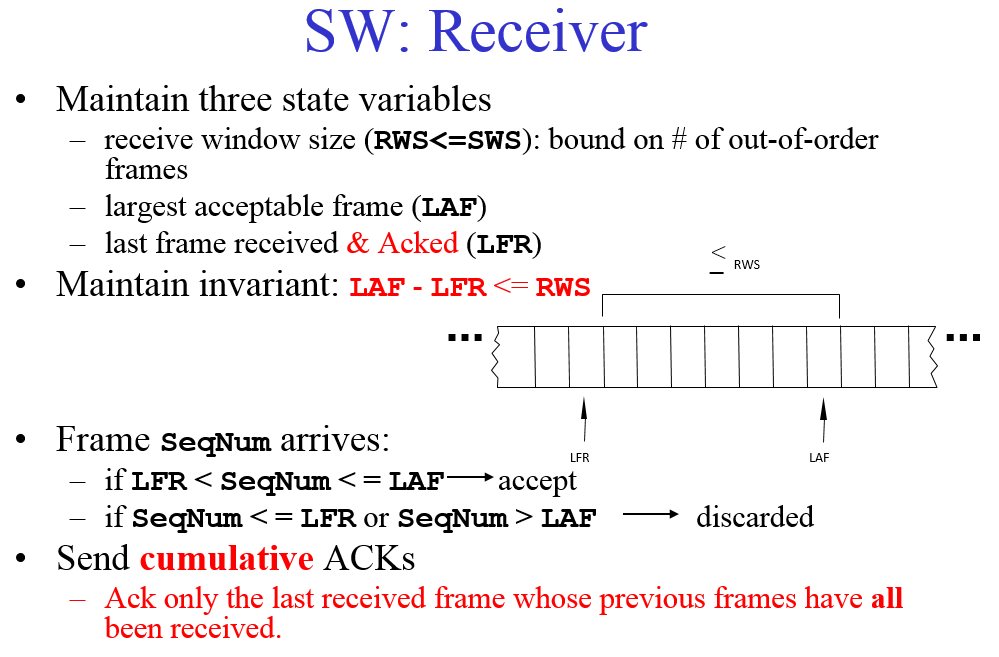 SW: Receiver
• Maintain three state variables
– receive window size (RWS<=SWS): bound on # of out-of-order
frames
– largest acceptable frame (LAF)
– last frame received & Acked (LFR)
• Maintain invariant: LAF - LFR <= RWS
≤ RWS
... ...
LFR LAF
• Frame SeqNum arrives:
– if LFR < SeqNum < = LAF → accept
– if SeqNum < = LFR or SeqNum > LAF → discarded
• Send cumulative ACKs
– Ack only the last received frame whose previous frames have all
been received.